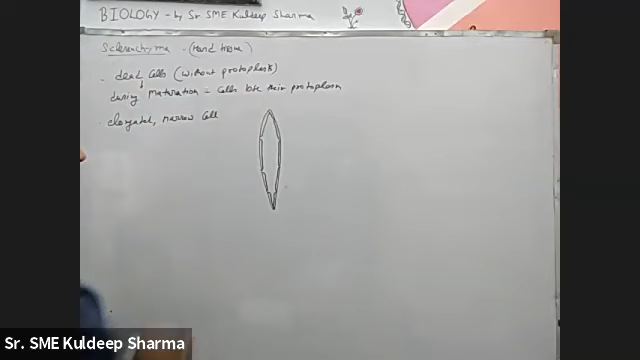 BIOLOGY - by Sr. SME Kuldeep Sharma
Sclerenchyma - (Hard tissue)
. dead cells (without protoplast)
during maturation - cells lose their protoplasm
. elongated, narrow cell
Sr. SME Kuldeep Sharma